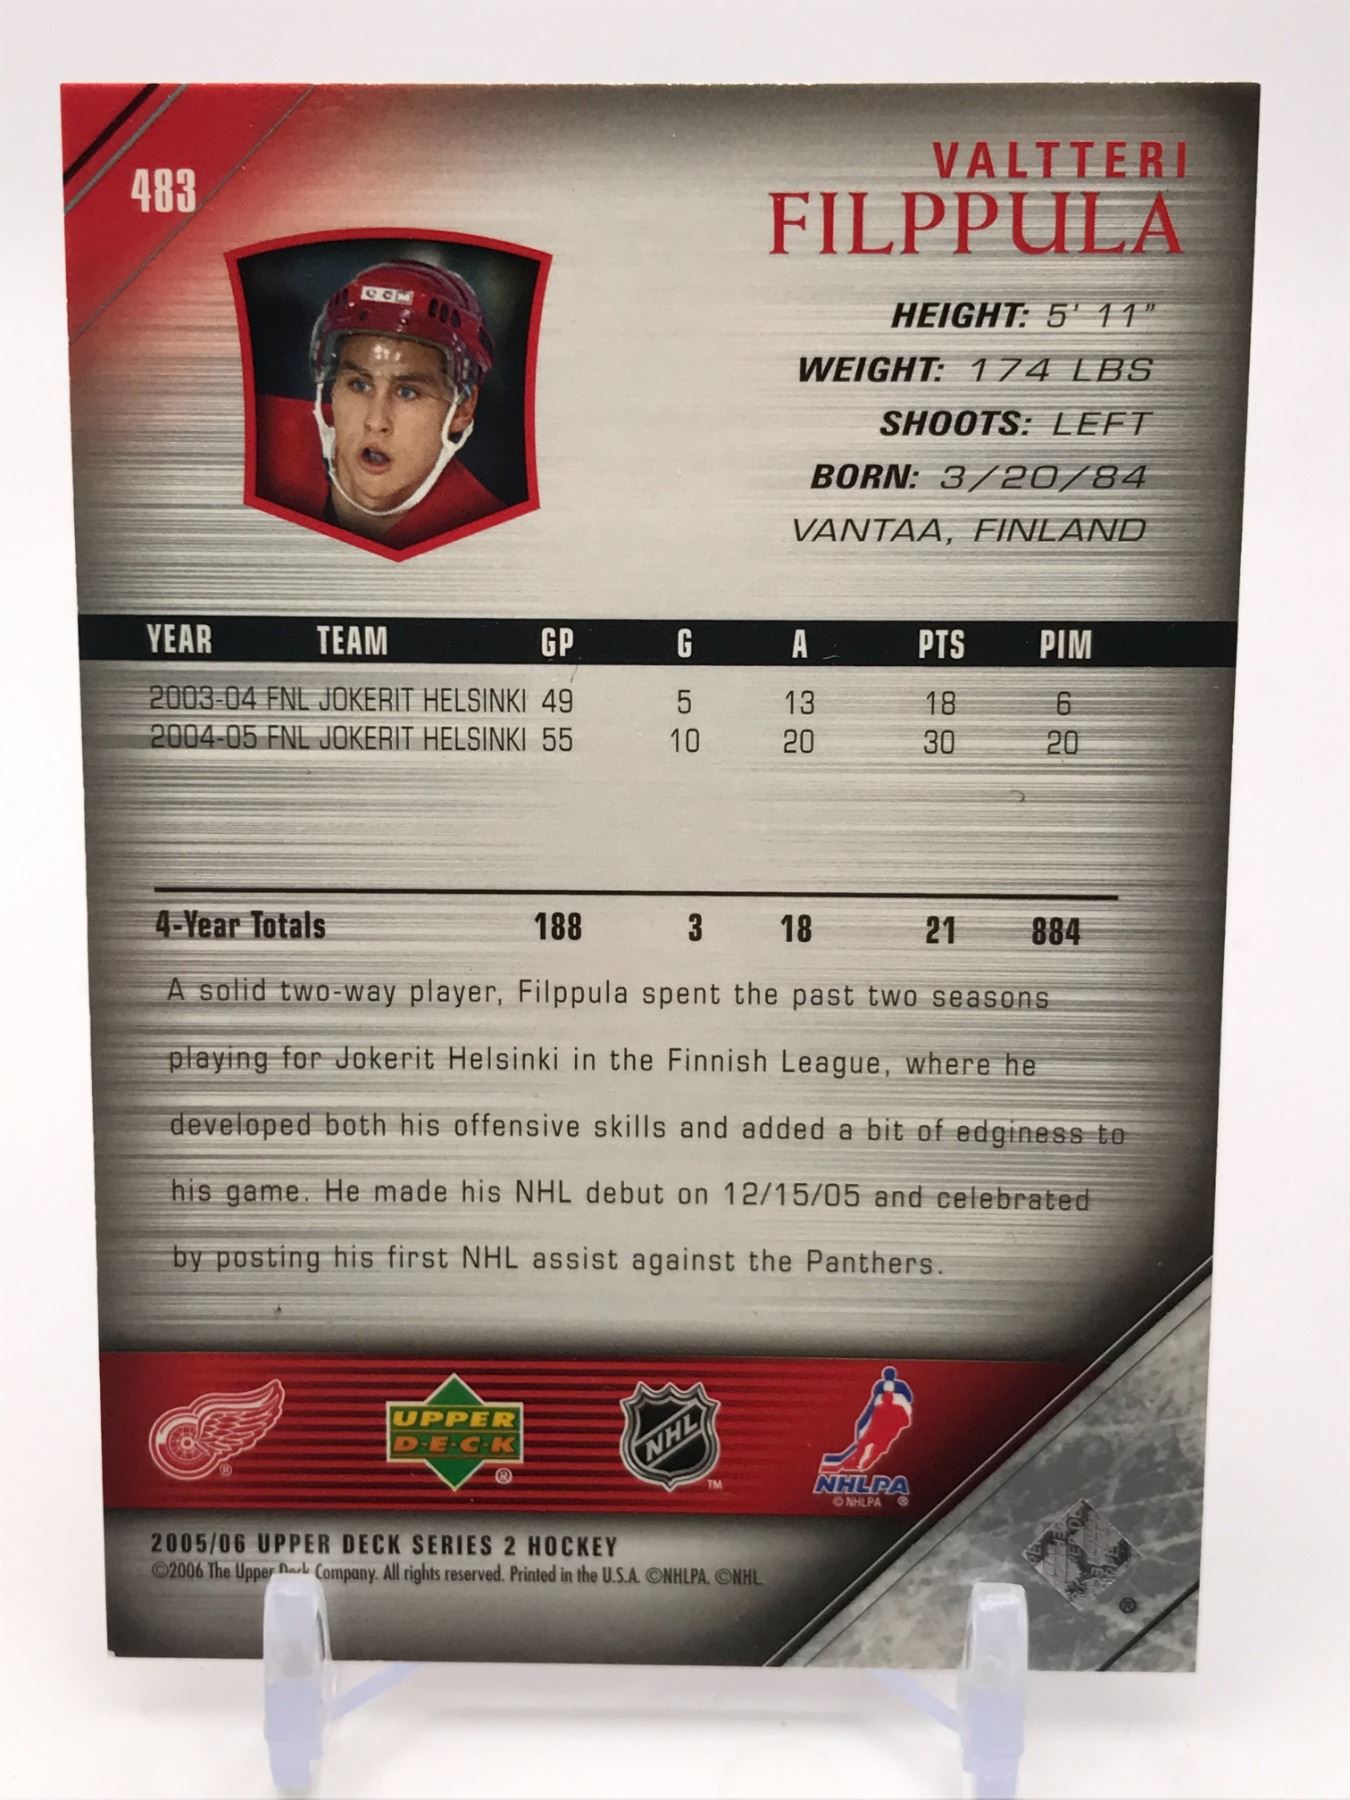 483
VALTTERI
FILPPULA
CCM
HEIGHT: 5' 11"
WEIGHT: 174 LBS
SHOOTS: LEFT
BORN: 3/20/84
VANTAA, FINLAND
YEAR TEAM GP G A PTS PIM
2003-04 FNL JOKERIT HELSINKI 49 5 13 18 6
2004-05 FNL JOKERIT HELSINKI 55 10 20 30 20
4-Year Totals 188 3 18 21 884
A solid two-way player, Filppula spent the past two seasons
playing for Jokerit Helsinki in the Finnish League, where he
developed both his offensive skills and added a bit of edginess to
his game. He made his NHL debut on 12/15/05 and celebrated
by posting his first NHL assist against the Panthers.
®
UPPER
D·E·C·K
®
NHL
TM
NHLPA
© NHLPA ®
2005/06 UPPER DECK SERIES 2 HOCKEY
©2006 The Upper Deck Company. All rights reserved. Printed in the U.S.A. ©NHLPA. ©NHL
®